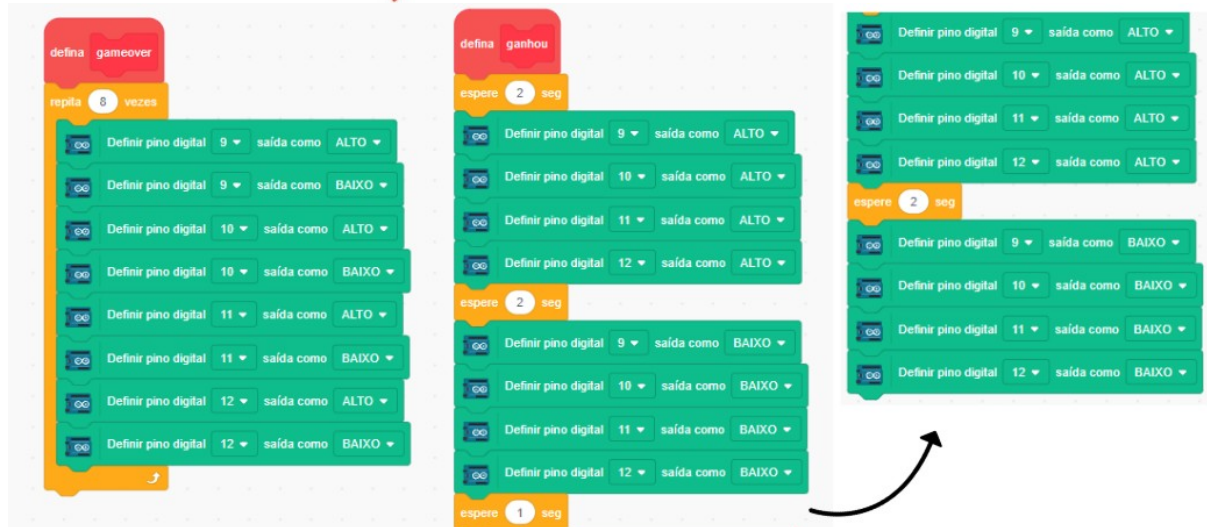 defina gameover
repita 8 vezes
Definir pino digital 9 saída como ALTO
Definir pino digital 9 saída como BAIXO
Definir pino digital 10 saída como ALTO
Definir pino digital 10 saída como BAIXO
Definir pino digital 11 saída como ALTO
Definir pino digital 11 saída como BAIXO
Definir pino digital 12 saída como ALTO
Definir pino digital 12 saída como BAIXO
defina ganhou
espere 2 seg
Definir pino digital 9 saída como ALTO
Definir pino digital 10 saída como ALTO
Definir pino digital 11 saída como ALTO
Definir pino digital 12 saída como ALTO
espere 2 seg
Definir pino digital 9 saída como BAIXO
Definir pino digital 10 saída como BAIXO
Definir pino digital 11 saída como BAIXO
Definir pino digital 12 saída como BAIXO
espere 1 seg
Definir pino digital 9 saída como ALTO
Definir pino digital 10 saída como ALTO
Definir pino digital 11 saída como ALTO
Definir pino digital 12 saída como ALTO
espere 2 seg
Definir pino digital 9 saída como BAIXO
Definir pino digital 10 saída como BAIXO
Definir pino digital 11 saída como BAIXO
Definir pino digital 12 saída como BAIXO